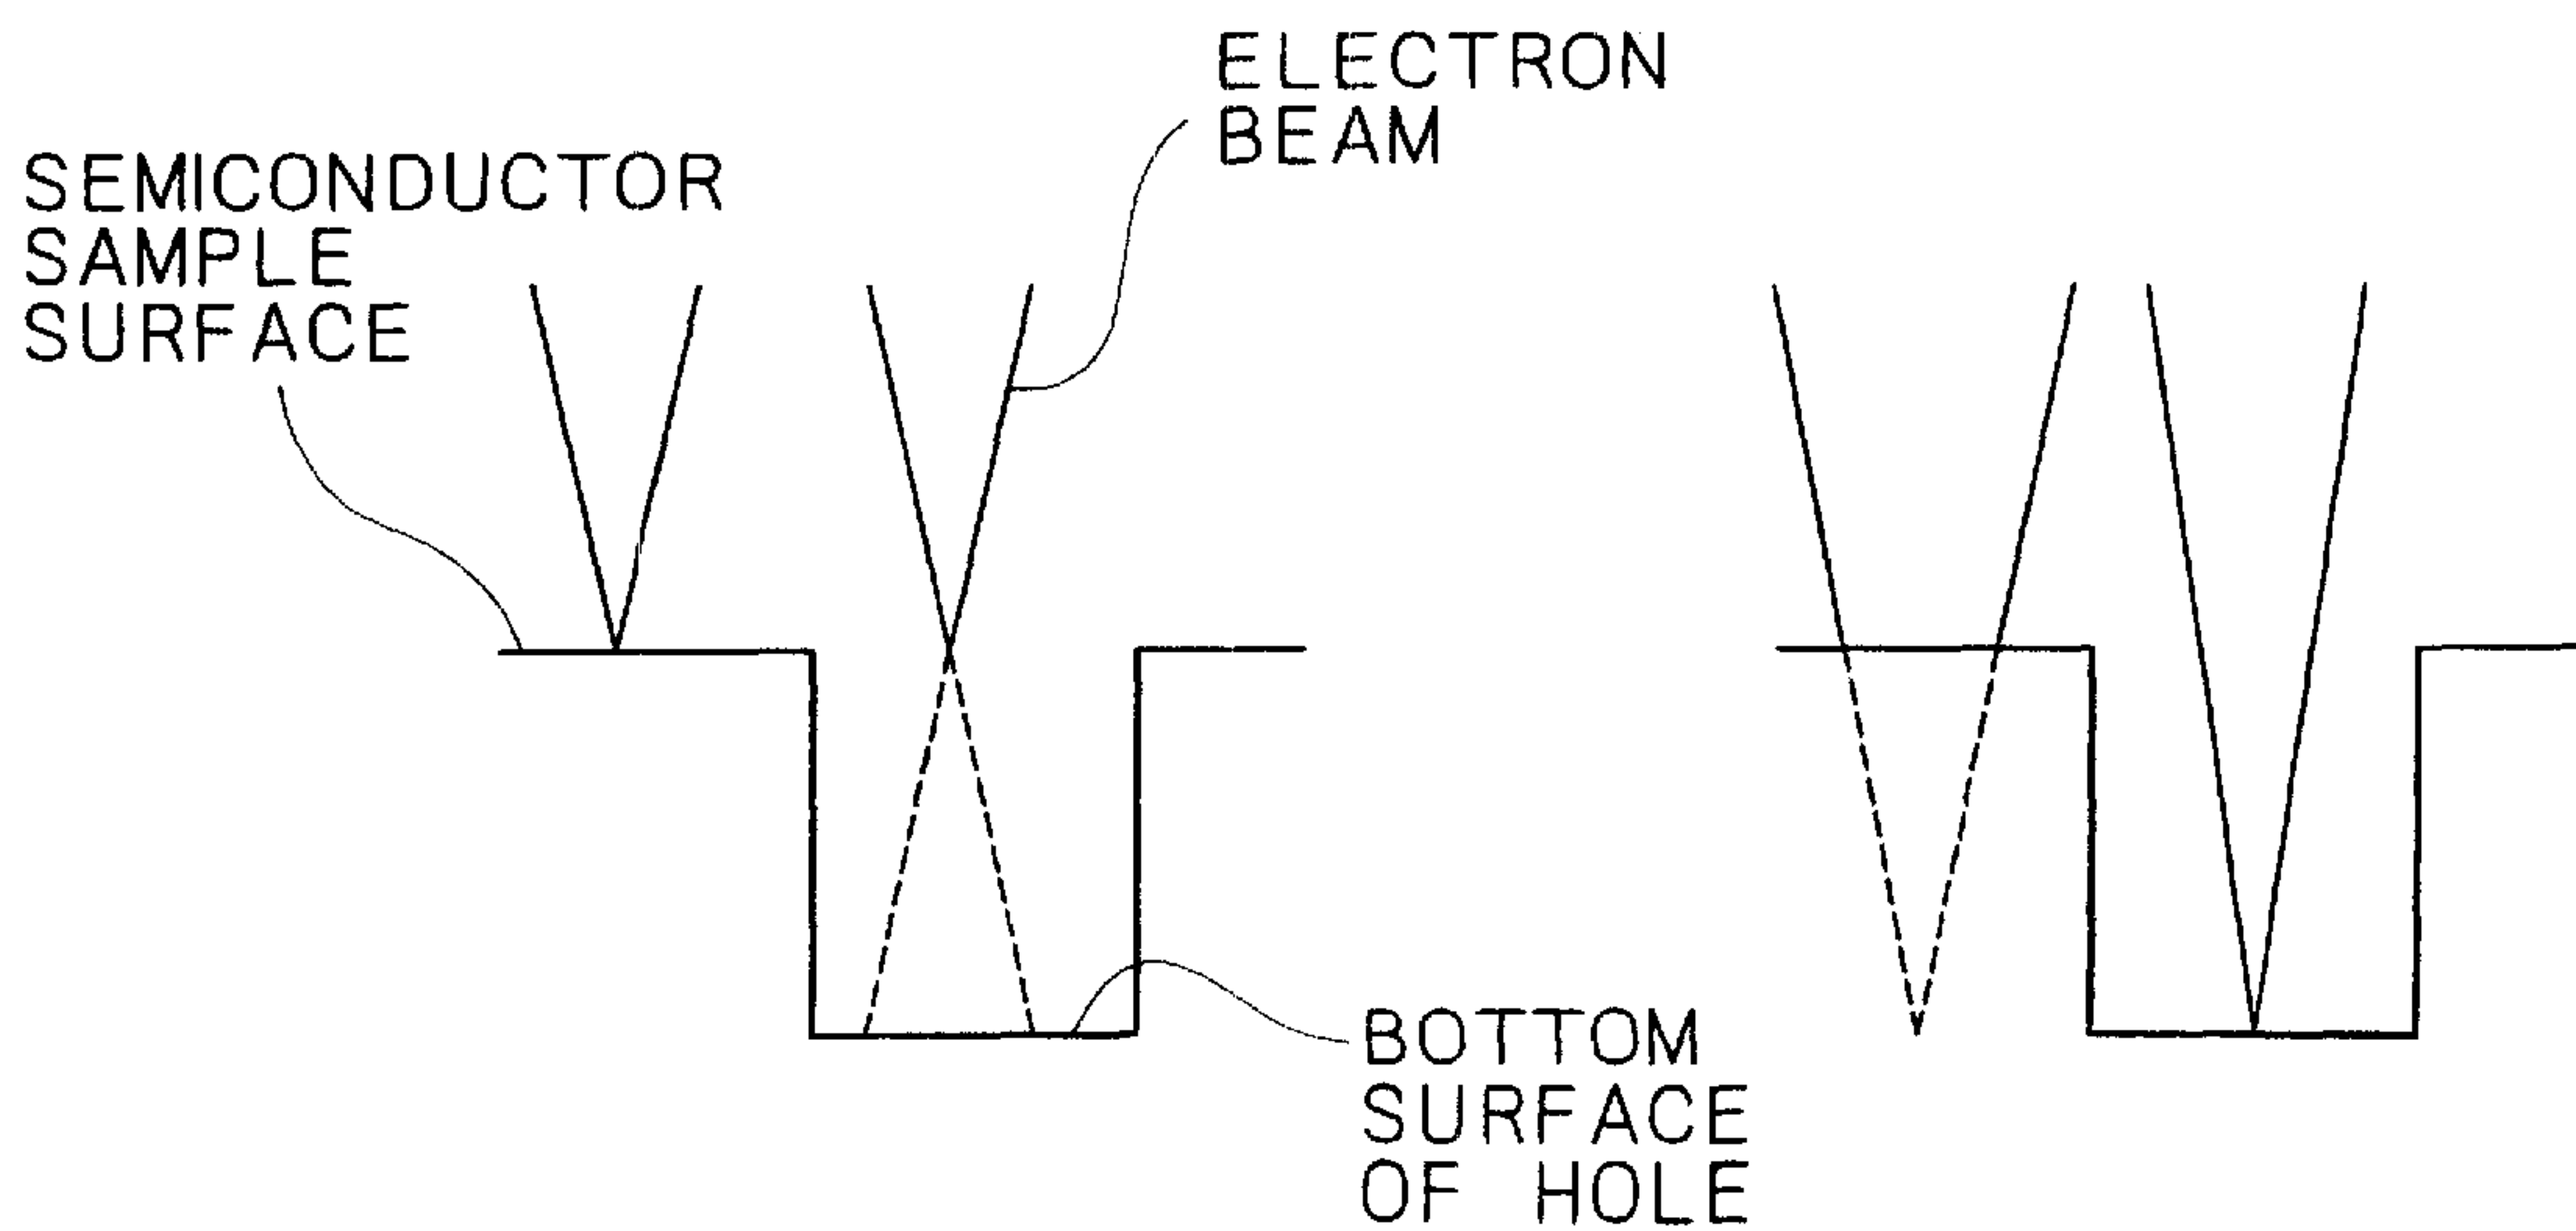 ELECTRON
BEAM
SEMICONDUCTOR
SAMPLE
SURFACE
BOTTOM
SURFACE
OF HOLE